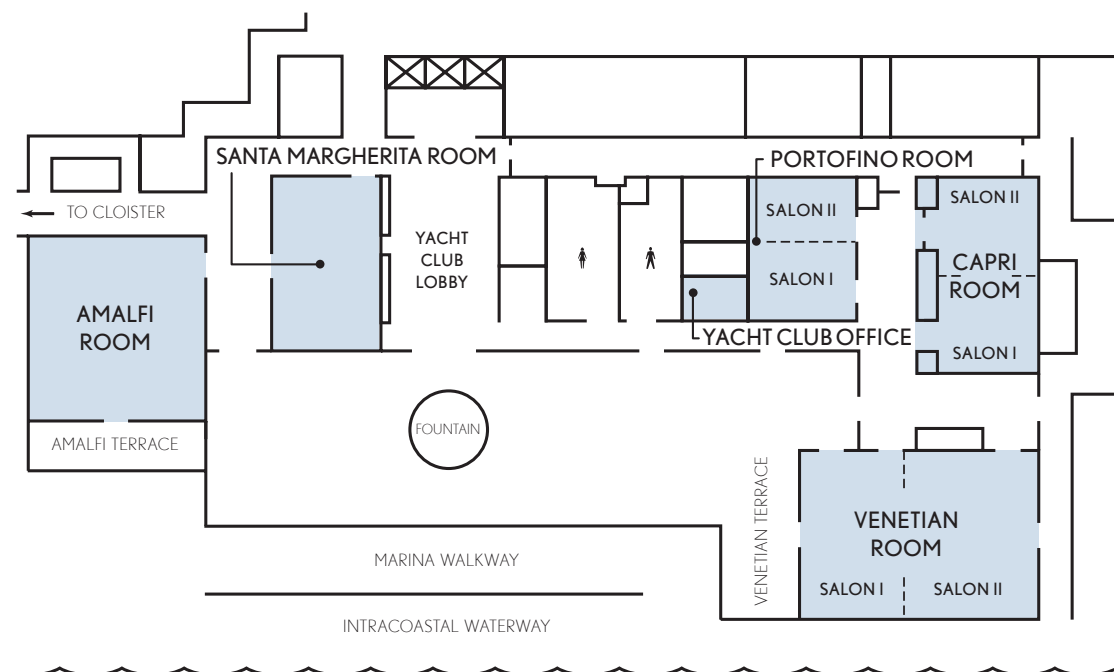 SANTA MARGHERITA ROOM
PORTOFINO ROOM
SALON II
SALON II
TO CLOISTER
YACHT
CLUB
LOBBY
CAPRI
ROOM
SALON I
AMALFI
ROOM
YACHT CLUB OFFICE
SALON I
FOUNTAIN
AMALFI TERRACE
VENETIAN TERRACE
VENETIAN
ROOM
SALON I
SALON II
MARINA WALKWAY
INTRACOASTAL WATERWAY